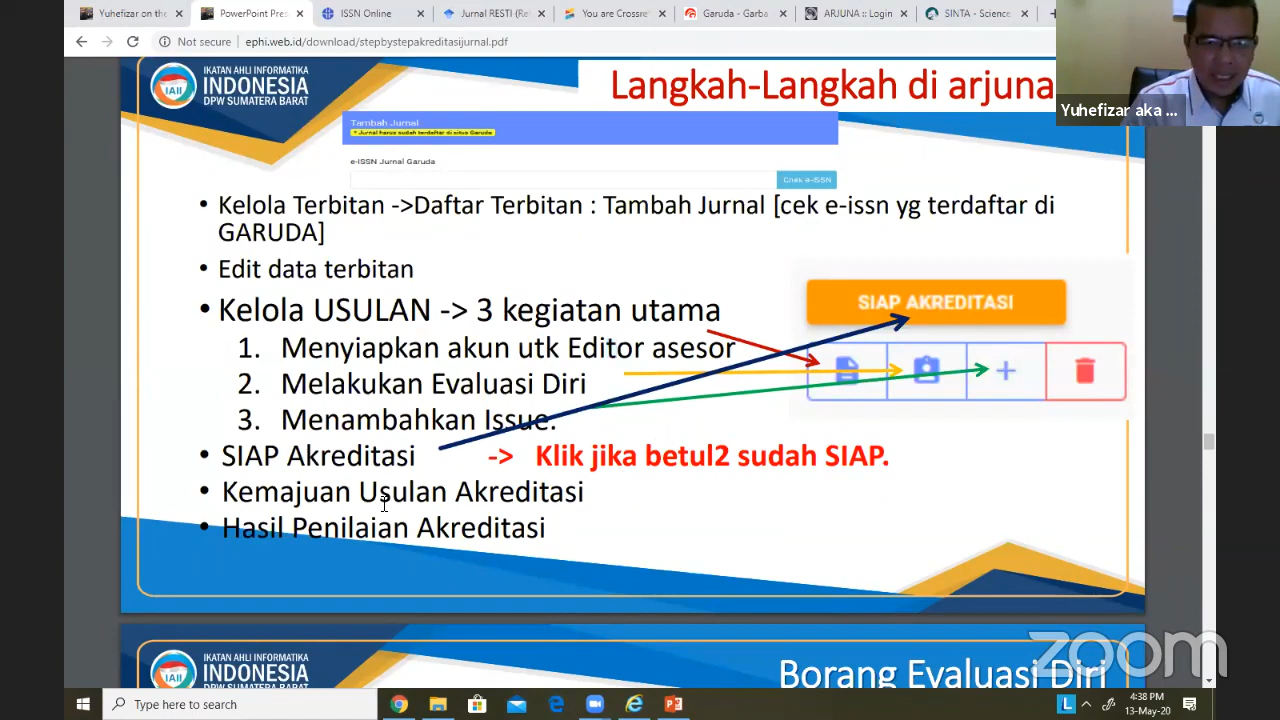 Yuhefizar on the
PowerPoint Pres
ISSN Online
Jurnal RESTI (Re
You are Crossre
Garuda - Garba
ARJUNA :: Login
SINTA - Science
Not secure
ephi.web.id/download/stepbystepakreditasijurnal.pdf
Yuhefizar aka ...
IKATAN AHLI INFORMATIKA
INDONESIA
DPW SUMATERA BARAT
IAII
Langkah-Langkah di arjuna
Tambah Jurnal
* Jurnal harus sudah terdaftar di situs Garuda
e-ISSN Jurnal Garuda
Chek e-ISSN
• Kelola Terbitan ->Daftar Terbitan : Tambah Jurnal [cek e-issn yg terdaftar di
GARUDA]
• Edit data terbitan
• Kelola USULAN -> 3 kegiatan utama
SIAP AKREDITASI
1. Menyiapkan akun utk Editor asesor
2. Melakukan Evaluasi Diri
3. Menambahkan Issue.
• SIAP Akreditasi -> Klik jika betul2 sudah SIAP.
• Kemajuan Usulan Akreditasi
• Hasil Penilaian Akreditasi
IKATAN AHLI INFORMATIKA
INDONESIA
DPW SUMATERA BARAT
IAII
Borang Evaluasi Diri
zoom
Type here to search
L
4:38 PM
13-May-20